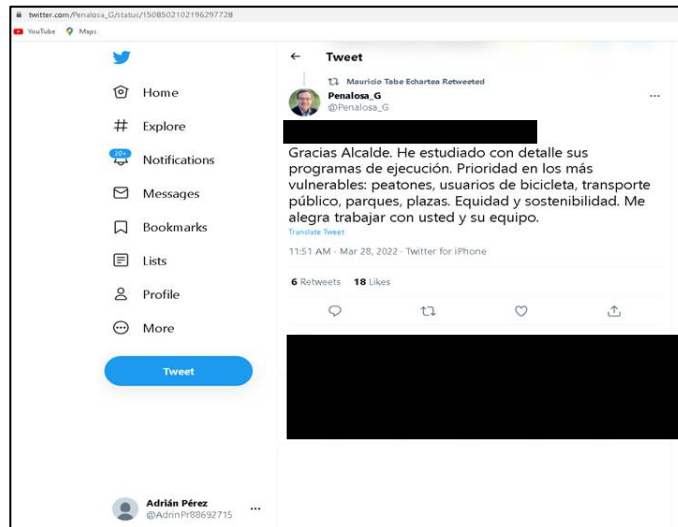 twitter.com/Penalosa_G/status/1508502102196297728
YouTube Maps
Home
Explore
20+
Notifications
Messages
Bookmarks
Lists
Profile
More
Tweet
Adrián Pérez
@AdrinPr88692715
Tweet
Mauricio Tabe Echartea Retweeted
Penalosa_G
@Penalosa_G
Gracias Alcalde. He estudiado con detalle sus
programas de ejecución. Prioridad en los más
vulnerables: peatones, usuarios de bicicleta, transporte
público, parques, plazas. Equidad y sostenibilidad. Me
alegra trabajar con usted y su equipo.
Translate Tweet
11:51 AM · Mar 28, 2022 · Twitter for iPhone
6 Retweets 18 Likes